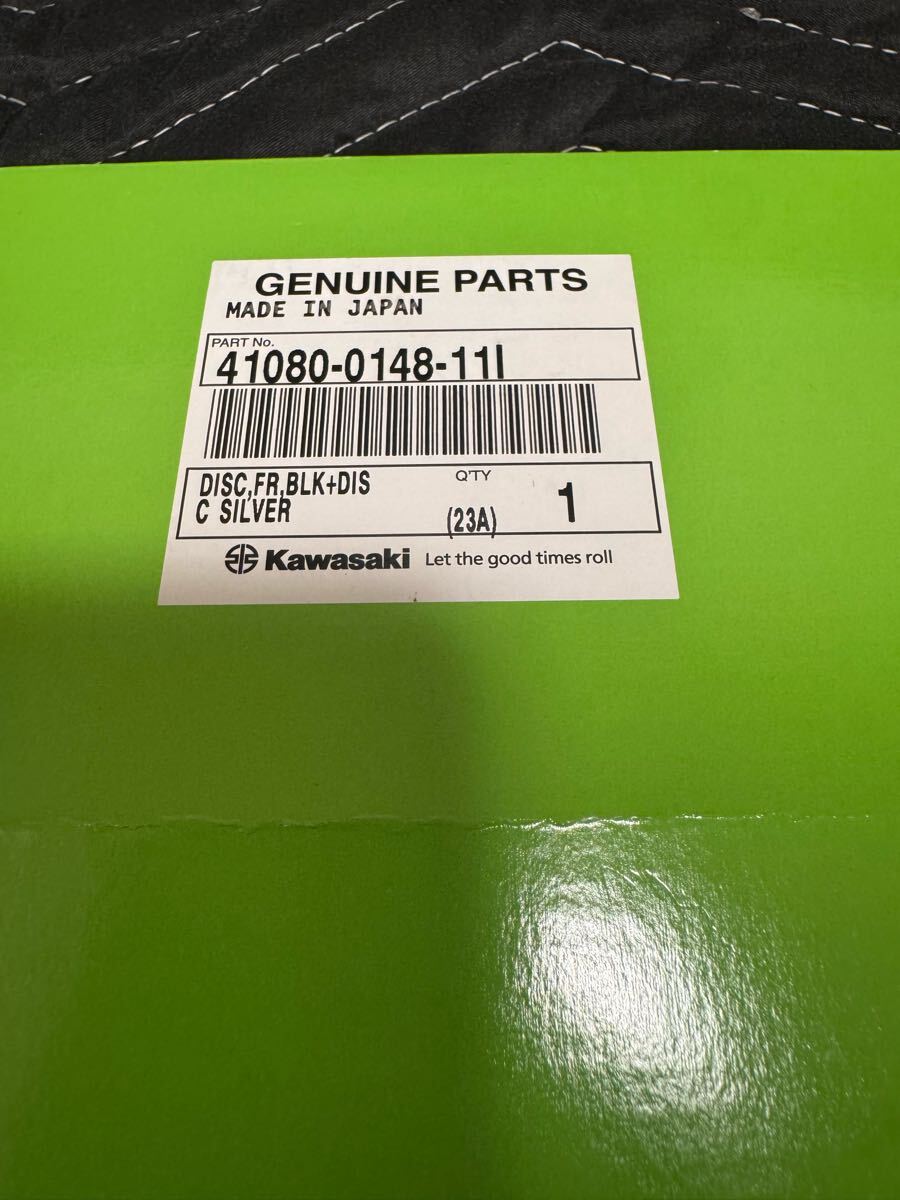 GENUINE PARTS
MADE IN JAPAN
PART No.
41080-0148-11I
DISC,FR,BLK+DIS
C SILVER
Q'TY
(23A)
1
Kawasaki Let the good times roll